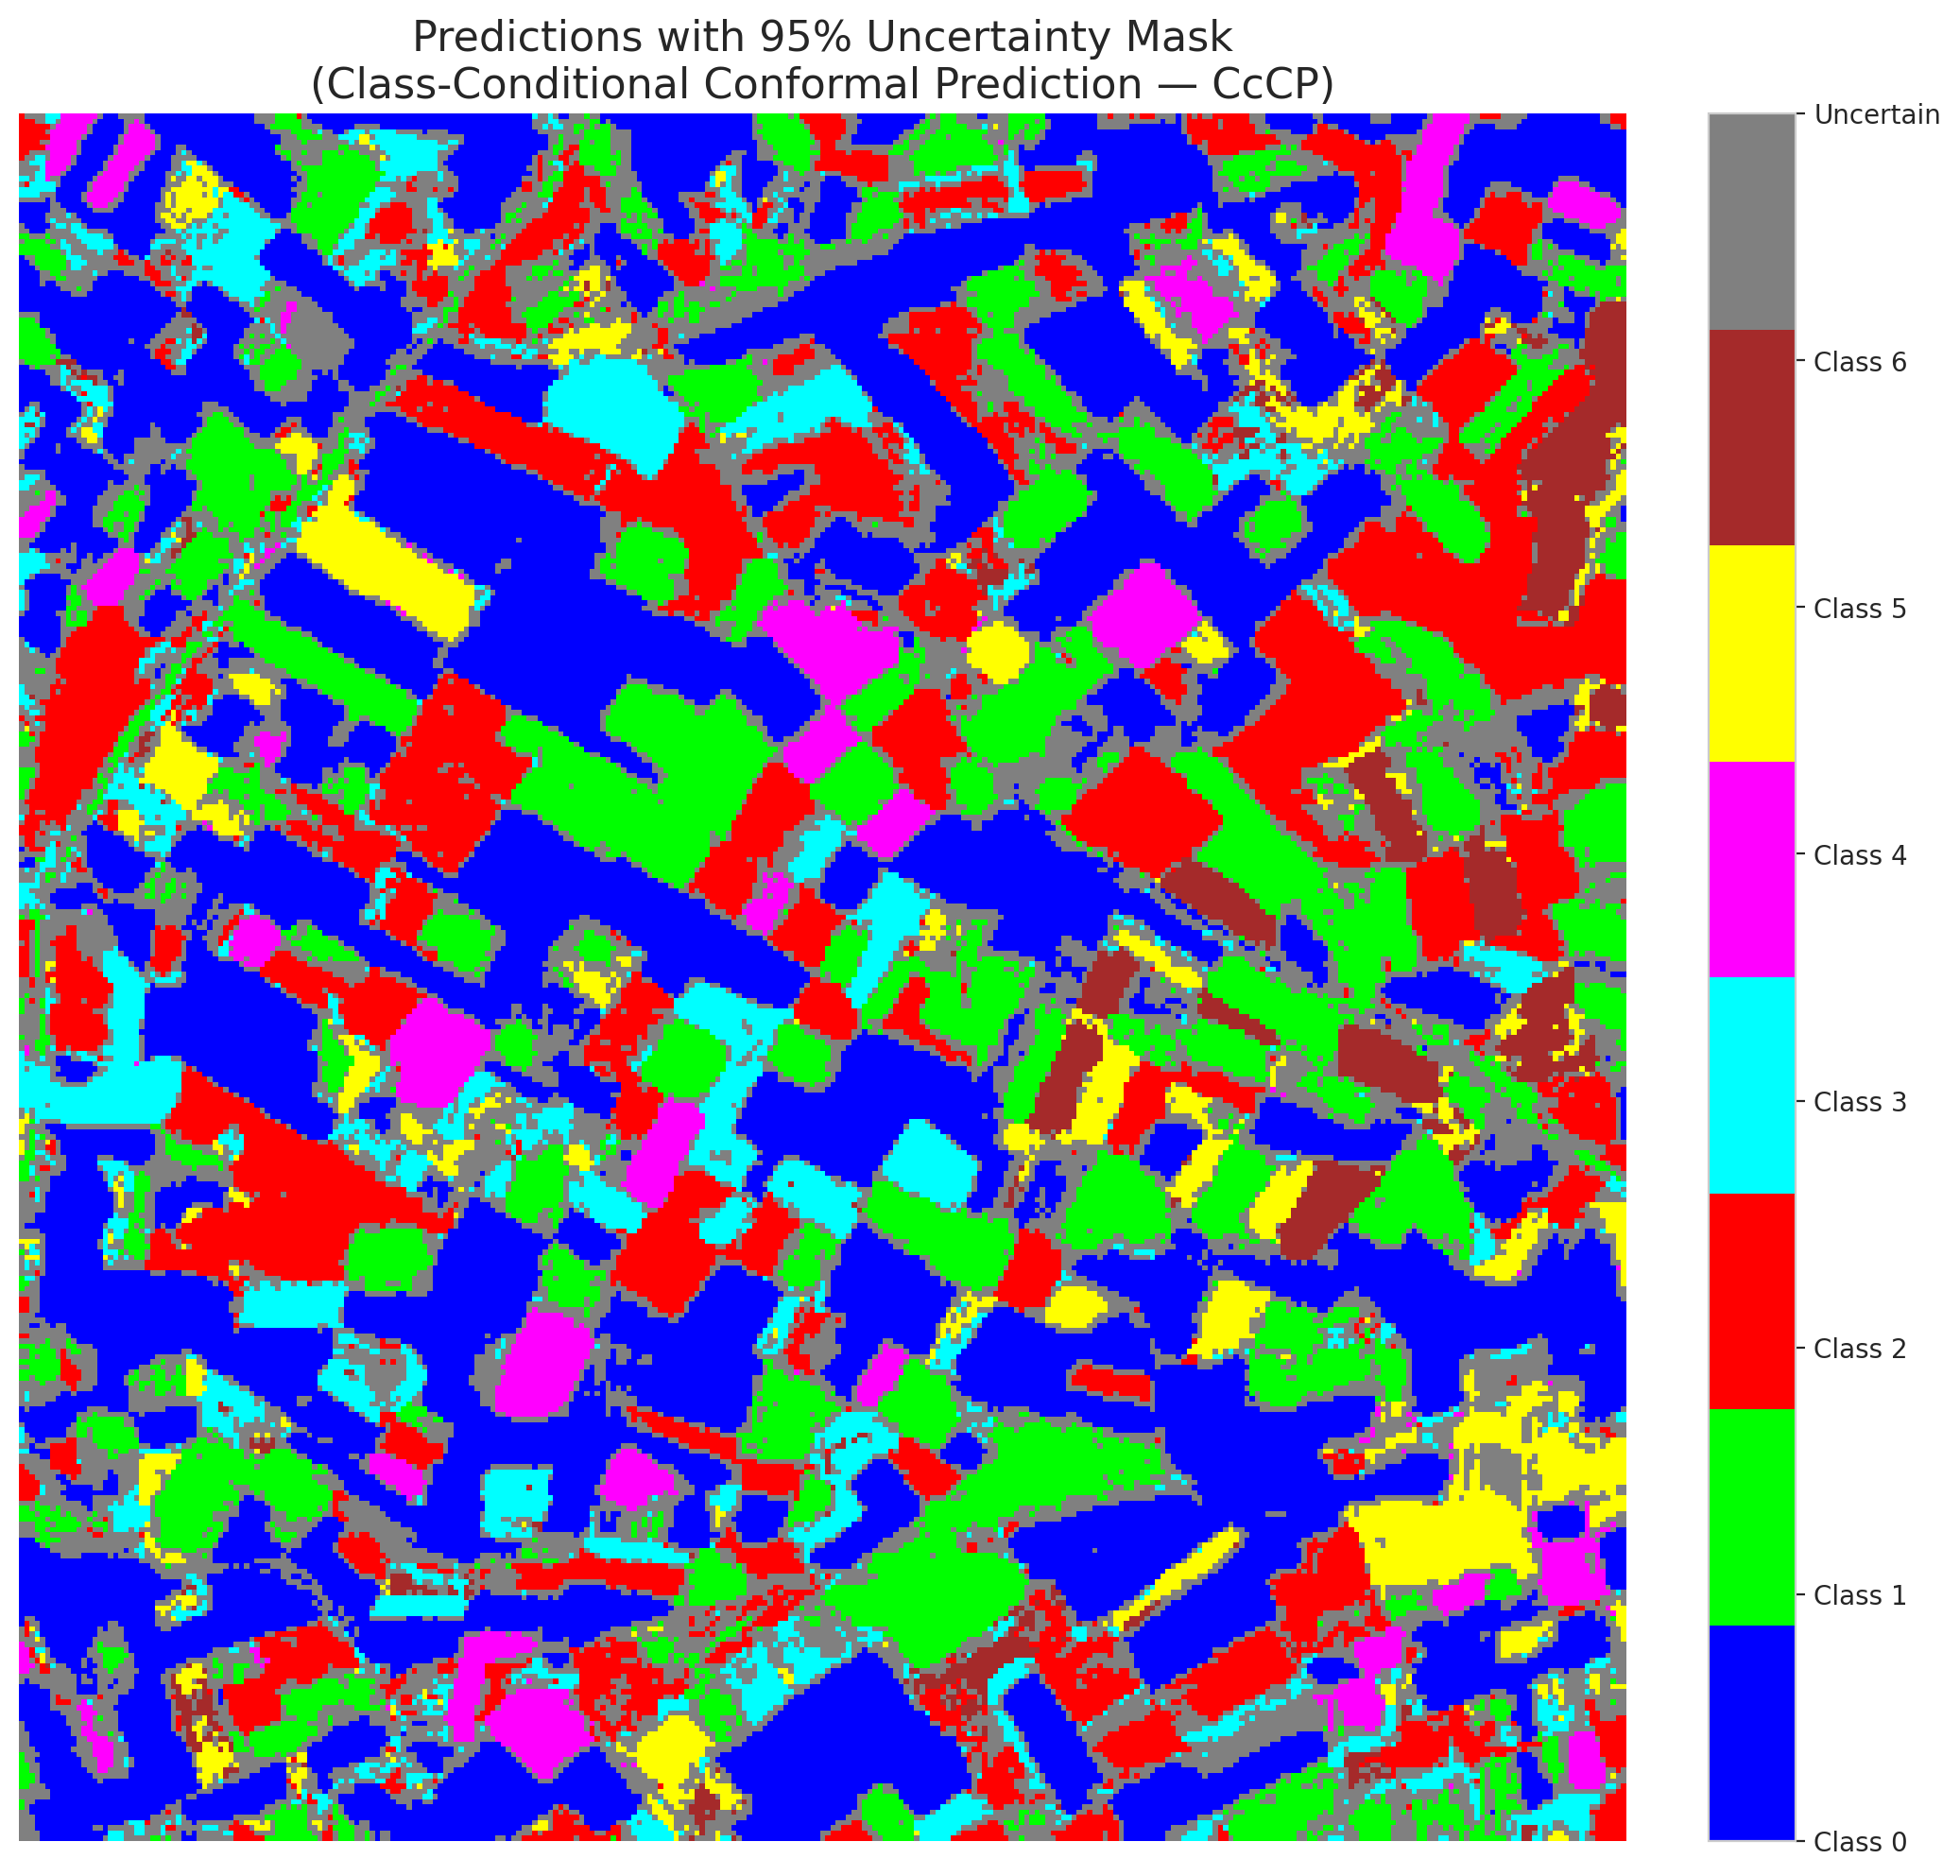 Predictions with 95% Uncertainty Mask
(Class-Conditional Conformal Prediction — CcCP)
Uncertain
Class 6
Class 5
Class 4
Class 3
Class 2
Class 1
Class 0